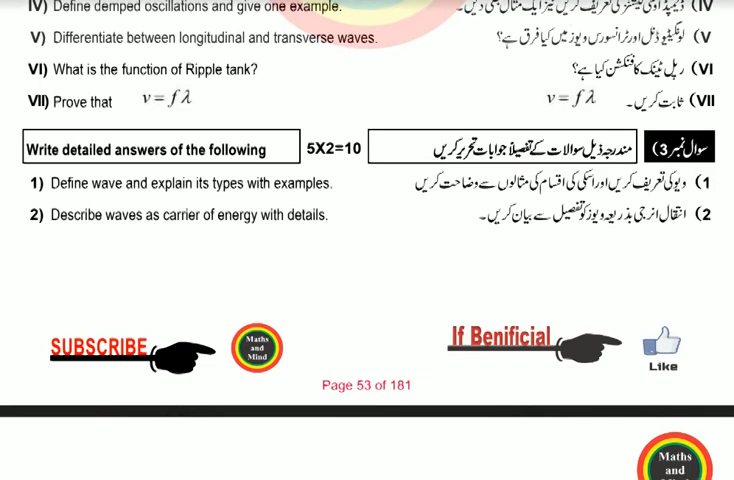 IV) Define demped oscillations and give one example.
V) Differentiate between longitudinal and transverse waves. V) لونگیٹیوڈنل اور ٹرانسورس ویوز میں کیا فرق ہے؟
VI) What is the function of Ripple tank? VI) رپل ٹینک کا فنکشن کیا ہے؟
VII) Prove that v = f λ VII) ثابت کریں۔ v = f λ
Write detailed answers of the following 5X2=10 مندرجہ ذیل سوالات کے تفصیلاً جوابات تحریر کریں سوال نمبر 3)
1) Define wave and explain its types with examples. 1) ویو کی تعریف کریں اور اسکی کی اقسام کی مثالوں سے وضاحت کریں
2) Describe waves as carrier of energy with details. 2) انتقال انرجی بذریعہ ویوز کو تفصیل سے بیان کریں۔
SUBSCRIBE Maths and Mind If Benificial Like
Page 53 of 181
Maths
and